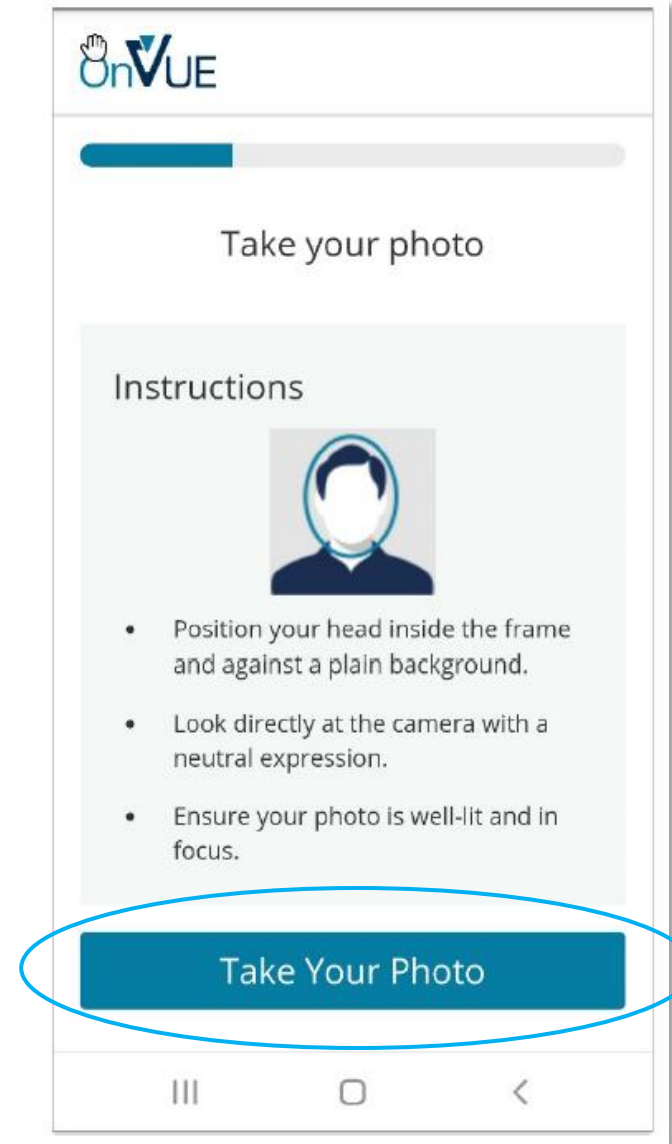 OnVUE
Take your photo
Instructions
• Position your head inside the frame
and against a plain background.
• Look directly at the camera with a
neutral expression.
• Ensure your photo is well-lit and in
focus.
Take Your Photo